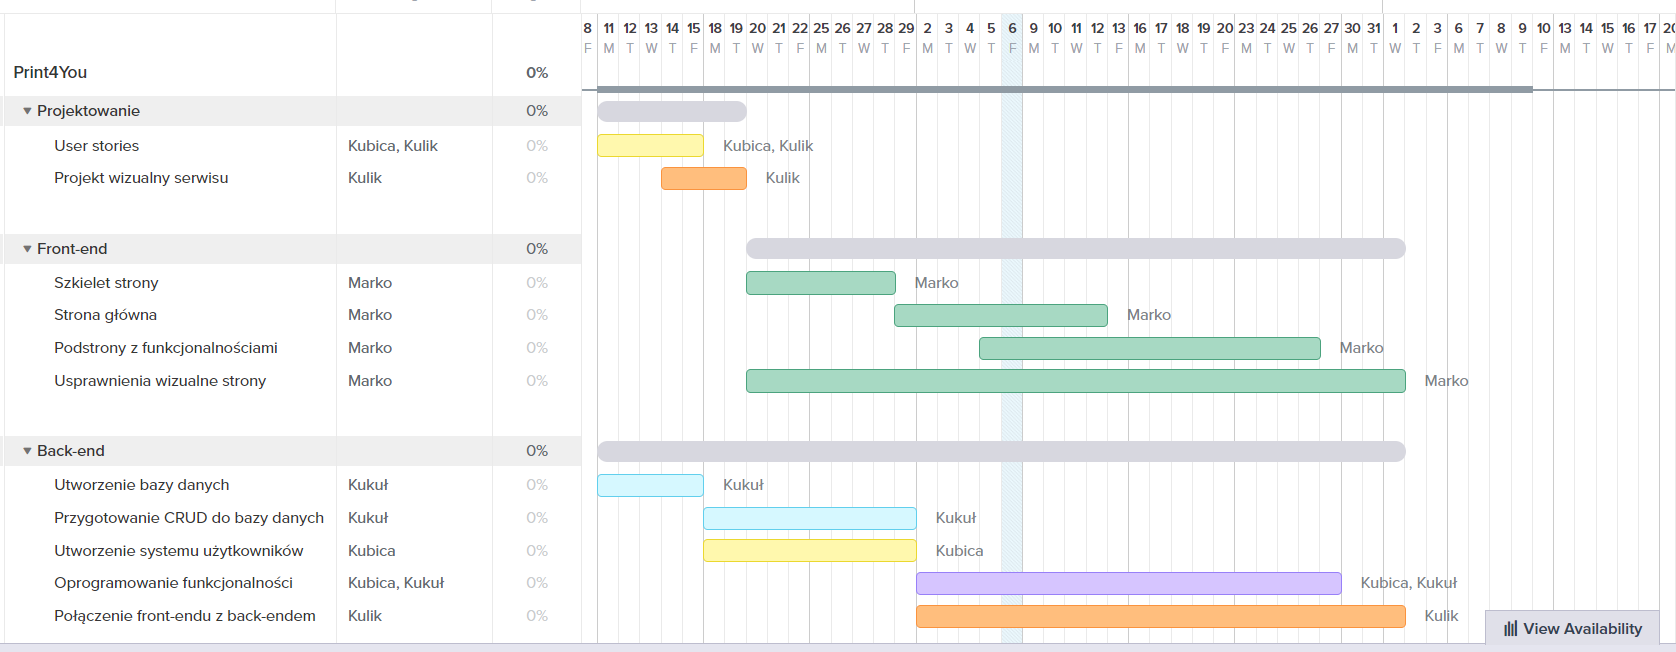 8 11 12 13 14 15 18 19 20 21 22 25 26 27 28 29 2 3 4 5 6 9 10 11 12 13 16 17 18 19 20 23 24 25 26 27 30 31 1 2 3 6 7 8 9 10 13 14 15 16 17 20
F M T W T F M T W T F M T W T F M T W T F M T W T F M T W T F M T W T F M T W T F M T W T F M T W T F M
Print4You 0%
Projektowanie 0%
User stories Kubica, Kulik 0% Kubica, Kulik
Projekt wizualny serwisu Kulik 0% Kulik
Front-end 0%
Szkielet strony Marko 0% Marko
Strona główna Marko 0% Marko
Podstrony z funkcjonalnościami Marko 0% Marko
Usprawnienia wizualne strony Marko 0% Marko
Back-end 0%
Utworzenie bazy danych Kukuł 0% Kukuł
Przygotowanie CRUD do bazy danych Kukuł 0% Kukuł
Utworzenie systemu użytkowników Kubica 0% Kubica
Oprogramowanie funkcjonalności Kubica, Kukuł 0% Kubica, Kukuł
Połączenie front-endu z back-endem Kulik 0% Kulik
View Availability